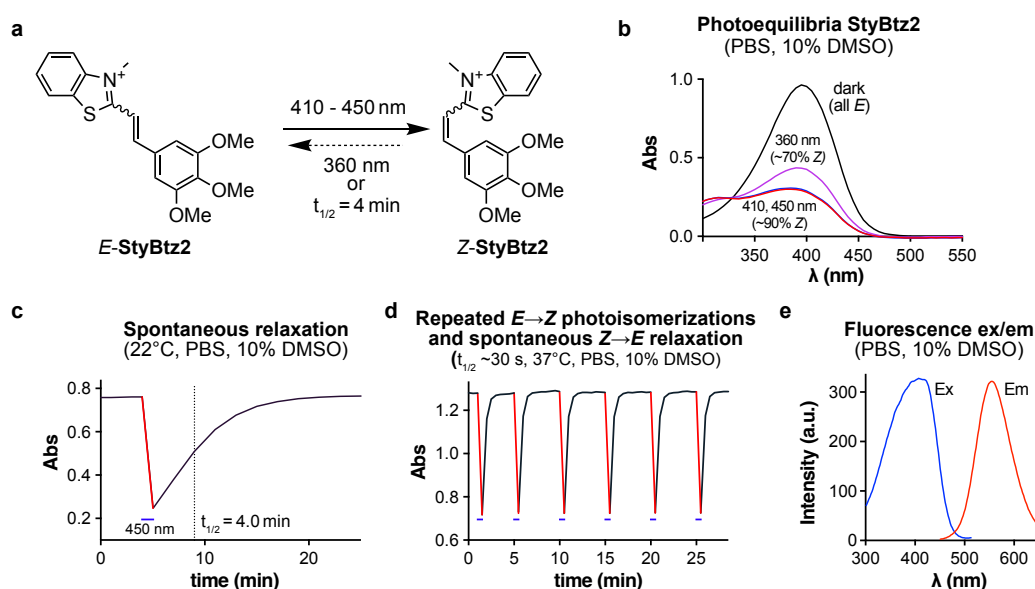 a
N
+
S
OMe
OMe
OMe
E-StyBtz2
410 - 450 nm
360 nm
or
t1/2 = 4 min
N
+
S
OMe
OMe
OMe
Z-StyBtz2
b
Photoequilibria StyBtz2
(PBS, 10% DMSO)
Abs
1.0
0.5
0.0
dark
(all E)
360 nm
(~70% Z)
410, 450 nm
(~90% Z)
350 400 450 500 550
λ (nm)
c
Spontaneous relaxation
(22°C, PBS, 10% DMSO)
Abs
0.8
0.6
0.4
0.2
450 nm
t1/2 = 4.0 min
0 10 20
time (min)
d
Repeated E→Z photoisomerizations
and spontaneous Z→E relaxation
(t1/2 ~30 s, 37°C, PBS, 10% DMSO)
Abs
1.2
1.0
0.8
0.6
0 5 10 15 20 25
time (min)
e
Fluorescence ex/em
(PBS, 10% DMSO)
Intensity (a.u.)
300
200
100
0
Ex
Em
300 400 500 600
λ (nm)